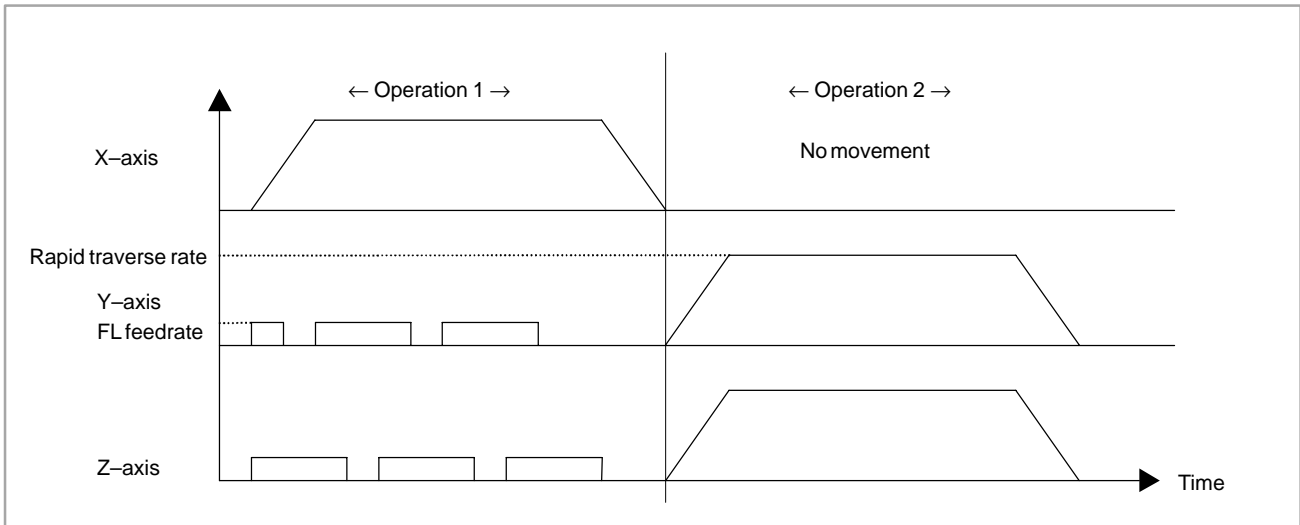 ← Operation 1 →
← Operation 2 →
X–axis
No movement
Rapid traverse rate
Y–axis
FL feedrate
Z–axis
Time